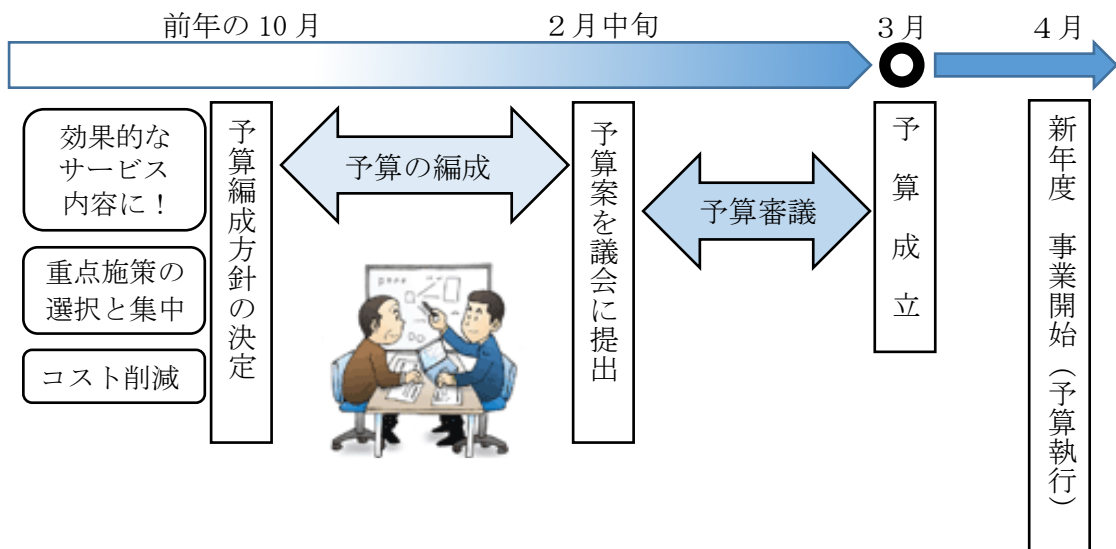 前年の10月
２月中旬
３月
４月
効果的な
サービス
内容に！
重点施策の
選択と集中
コスト削減
予算編成方針の決定
予算の編成
予算案を議会に提出
予算審議
予算成立
新年度　事業開始（予算執行）